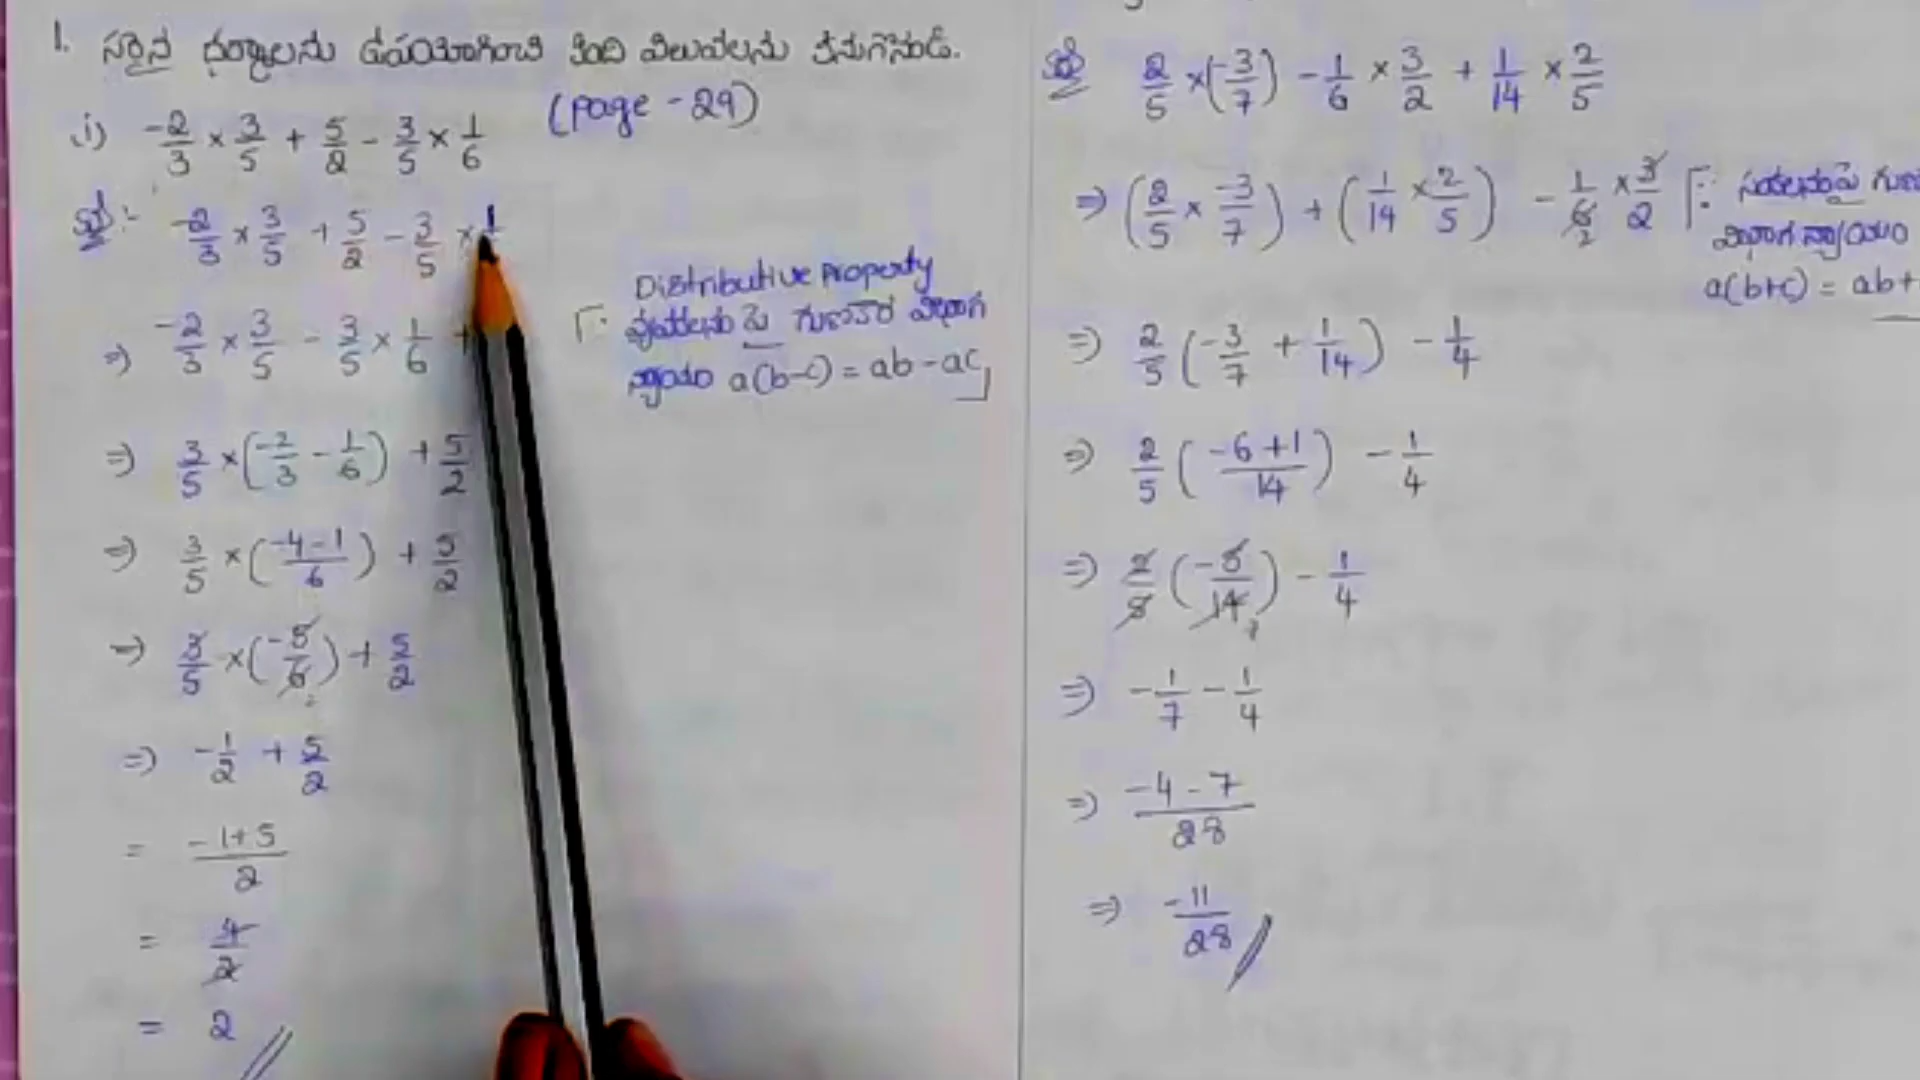 1. సరైన ధర్మాలను ఉపయోగించి క్రింది విలువలను కనుగొనండి.
(page - 29)
i) -2/3 × 3/5 + 5/2 - 3/5 × 1/6
-2/3 × 3/5 + 5/2 - 3/5 × 1
⇒ -2/3 × 3/5 - 3/5 × 1/6 +
Distributive property
వ్యవకలనం పై గుణకార విభాగ
న్యాయం a(b-c) = ab - ac
⇒ 3/5 × (-2/3 - 1/6) + 5/2
⇒ 3/5 × (-4-1/6) + 5/2
⇒ 3/5 × (-5/6) + 5/2
⇒ -1/2 + 5/2
= -1+5/2
= 4/2
= 2
2/5 × (-3/7) - 1/6 × 3/2 + 1/14 × 2/5
⇒ (2/5 × -3/7) + (1/14 × 2/5) - 1/6 × 3/2
సంకలనంపై
విభాగ న్యాయం
a(b+c) = ab+
⇒ 2/5 (-3/7 + 1/14) - 1/4
⇒ 2/5 (-6+1/14) - 1/4
⇒ 2/5 (-5/14) - 1/4
⇒ -1/7 - 1/4
⇒ -4-7/28
⇒ -11/28